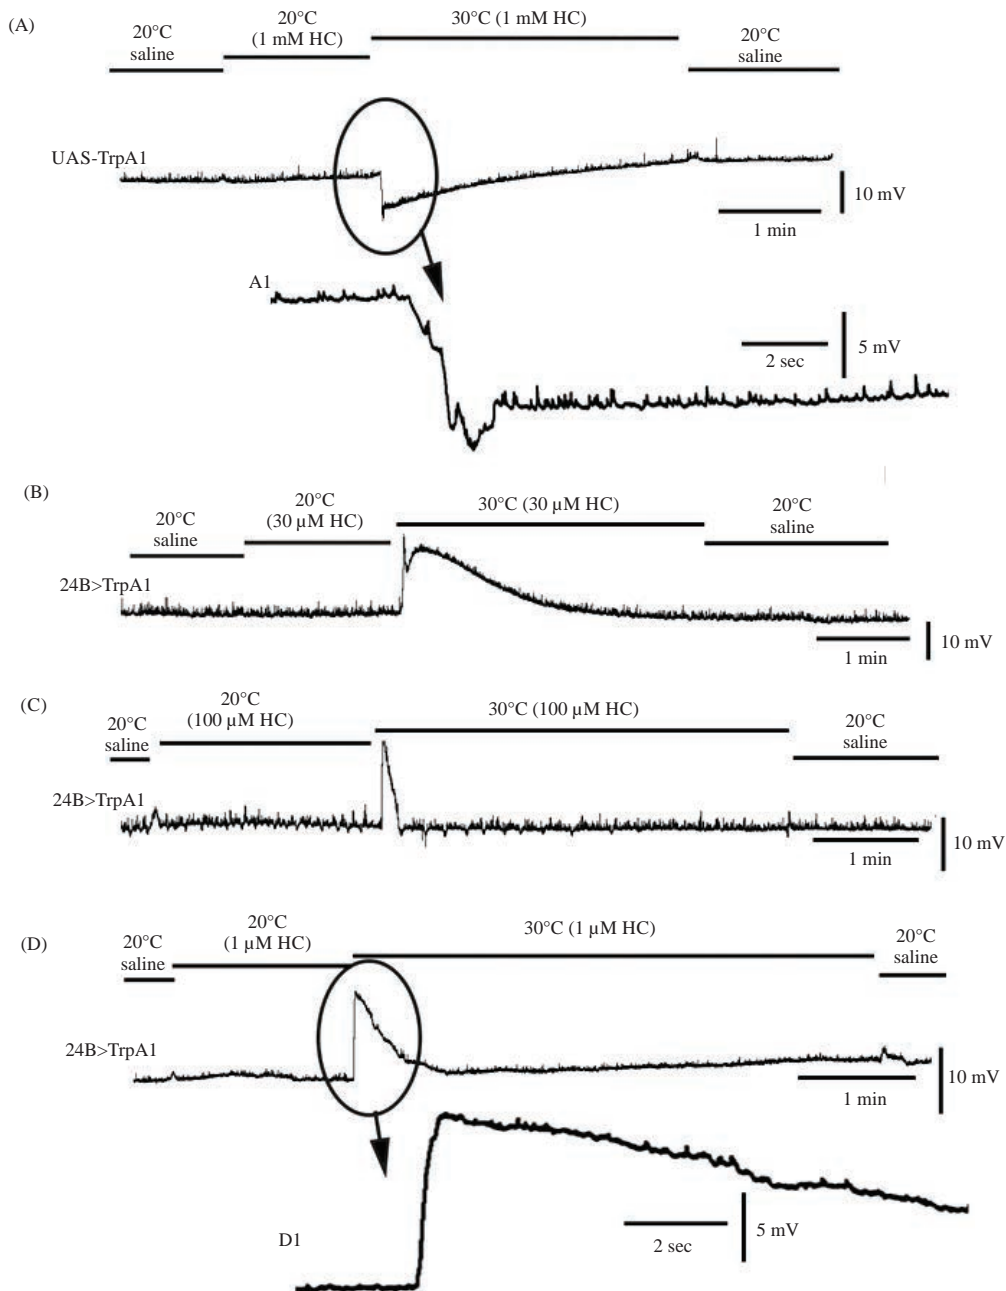 (A)
20°C
saline
20°C
(1 mM HC)
30°C (1 mM HC)
20°C
saline
UAS-TrpA1
10 mV
1 min
A1
2 sec
5 mV
(B)
20°C
saline
20°C
(30 µM HC)
30°C (30 µM HC)
20°C
saline
24B>TrpA1
1 min
10 mV
(C)
20°C
saline
20°C
(100 µM HC)
30°C (100 µM HC)
20°C
saline
24B>TrpA1
1 min
10 mV
(D)
20°C
saline
20°C
(1 µM HC)
30°C (1 µM HC)
20°C
saline
24B>TrpA1
1 min
10 mV
D1
2 sec
5 mV